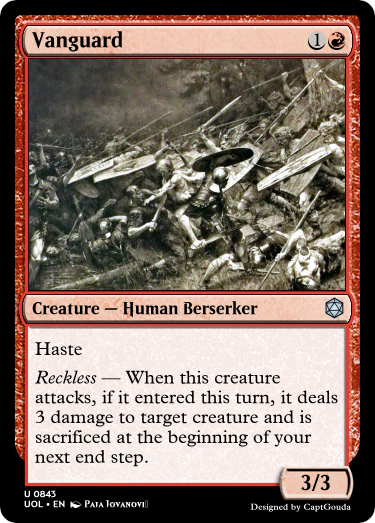 Vanguard 1
Creature — Human Berserker
Haste
Reckless — When this creature
attacks, if it entered this turn, it deals
3 damage to target creature and is
sacrificed at the beginning of your
next end step.
3/3
U 0843
UOL • EN Paja Jovanovi
Designed by CaptGouda